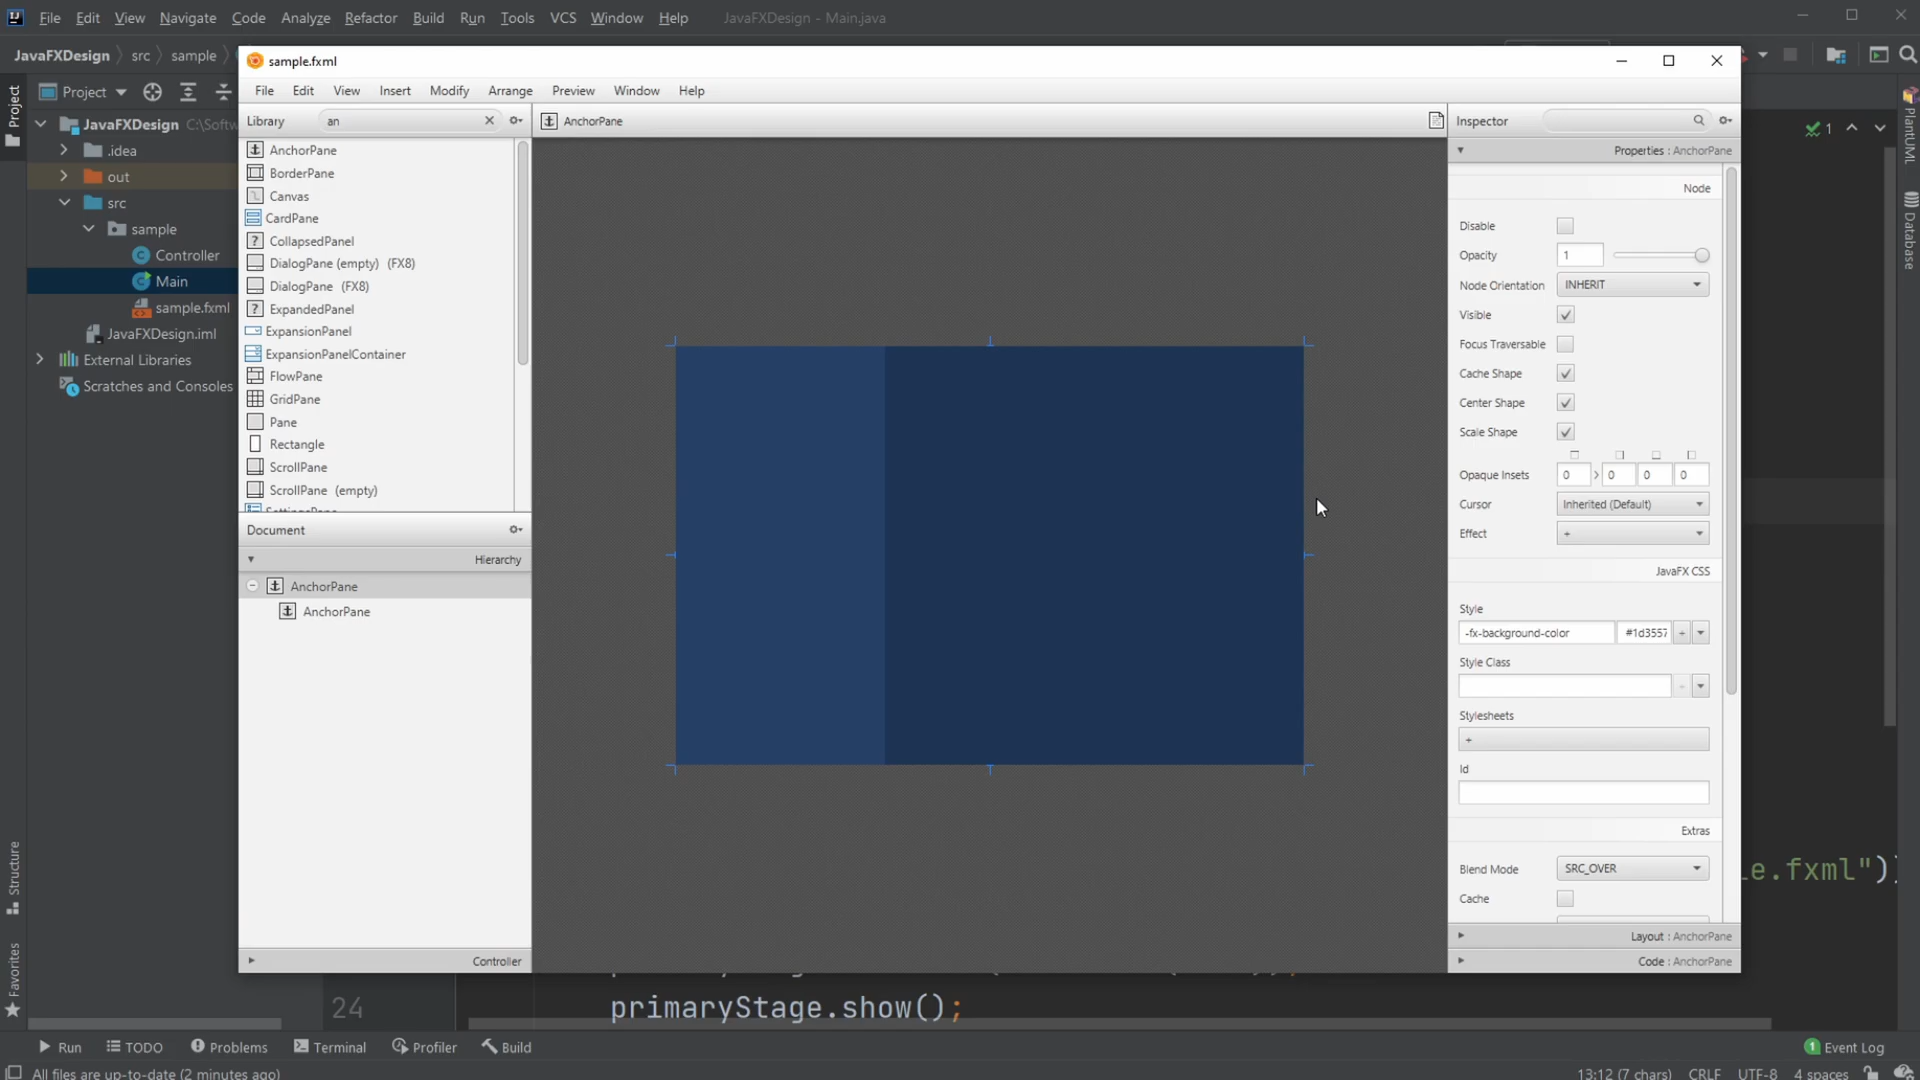 File Edit View Navigate Code Analyze Refactor Build Run Tools VCS Window Help JavaFXDesign - Main.java
JavaFXDesign src sample
Project
JavaFXDesign
.idea
out
src
sample
Controller
Main
sample.fxml
JavaFXDesign.iml
External Libraries
Scratches and Consoles
Project
Structure
Favorites
sample.fxml
File Edit View Insert Modify Arrange Preview Window Help
Library an
AnchorPane
BorderPane
Canvas
CardPane
CollapsedPanel
DialogPane (empty) (FX8)
DialogPane (FX8)
ExpandedPanel
ExpansionPanel
ExpansionPanelContainer
FlowPane
GridPane
Pane
Rectangle
ScrollPane
ScrollPane (empty)
Document
Hierarchy
AnchorPane
AnchorPane
Controller
AnchorPane
Inspector
Properties : AnchorPane
Node
Disable
Opacity 1
Node Orientation INHERIT
Visible
Focus Traversable
Cache Shape
Center Shape
Scale Shape
Opaque Insets 0 > 0 0 0
Cursor Inherited (Default)
Effect +
JavaFX CSS
Style
-fx-background-color #1d3557 +
Style Class
Stylesheets
+
Id
Extras
Blend Mode SRC_OVER
Cache
Layout : AnchorPane
Code : AnchorPane
1
PlantUML
Database
e.fxml")
24 primaryStage.show();
Run TODO Problems Terminal Profiler Build 1 Event Log
All files are up-to-date (2 minutes ago) 13:12 (7 chars) CRLF UTF-8 4 spaces